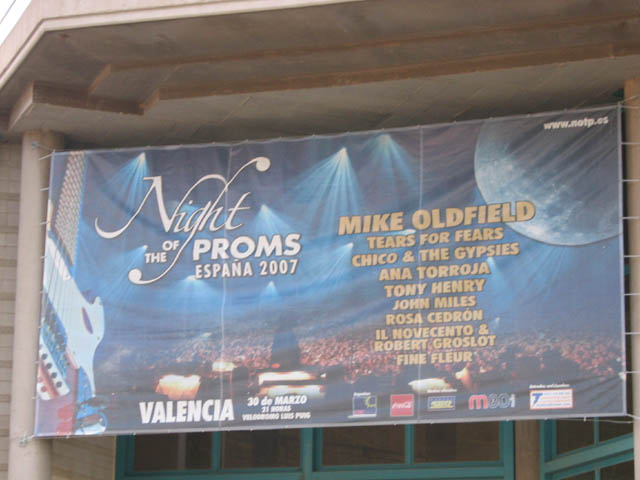 www.notp.es
Night
OF
THE
PROMS
ESPAÑA 2007
MIKE OLDFIELD
TEARS FOR FEARS
CHICO & THE GYPSIES
ANA TORROJA
TONY HENRY
JOHN MILES
ROSA CEDRÓN
IL NOVECENTO &
ROBERT GROSLOT
FINE FLEUR
VALENCIA
30 de MARZO
21 HORAS
VELODROMO LUIS PUIG